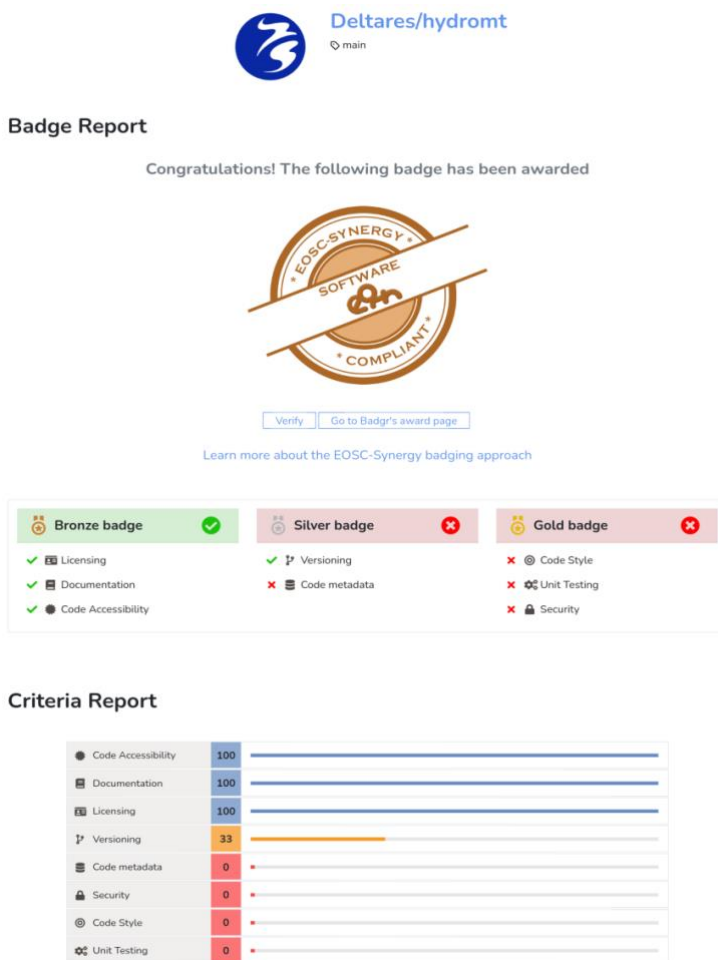 Deltares/hydromt
main
Badge Report
Congratulations! The following badge has been awarded
* EOSC-SYNERGY *
SOFTWARE
* COMPLIANT *
Verify
Go to Badgr's award page
Learn more about the EOSC-Synergy badging approach
Bronze badge
Licensing
Documentation
Code Accessibility
Silver badge
Versioning
Code metadata
Gold badge
Code Style
Unit Testing
Security
Criteria Report
Code Accessibility 100
Documentation 100
Licensing 100
Versioning 33
Code metadata 0
Security 0
Code Style 0
Unit Testing 0